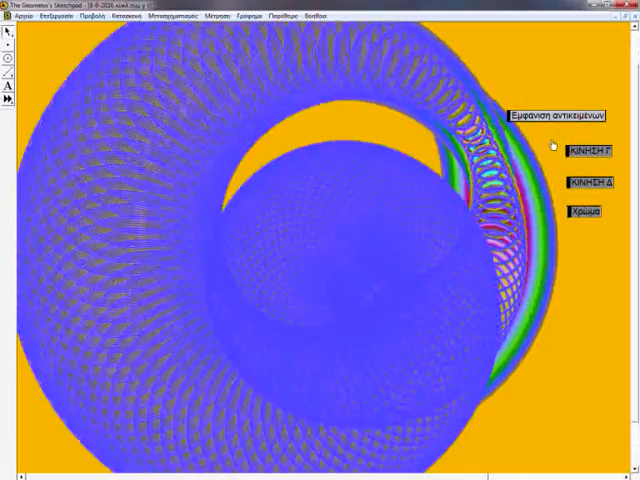 The Geometer's Sketchpad
Αρχείο Επεξεργασία Προβολή Κατασκευή Μετασχηματισμός Μέτρηση Γράφημα Παράθυρο Βοήθεια
A
Εμφάνιση αντικειμένων
ΚΙΝΗΣΗ Γ
ΚΙΝΗΣΗ Δ
Χρώμα